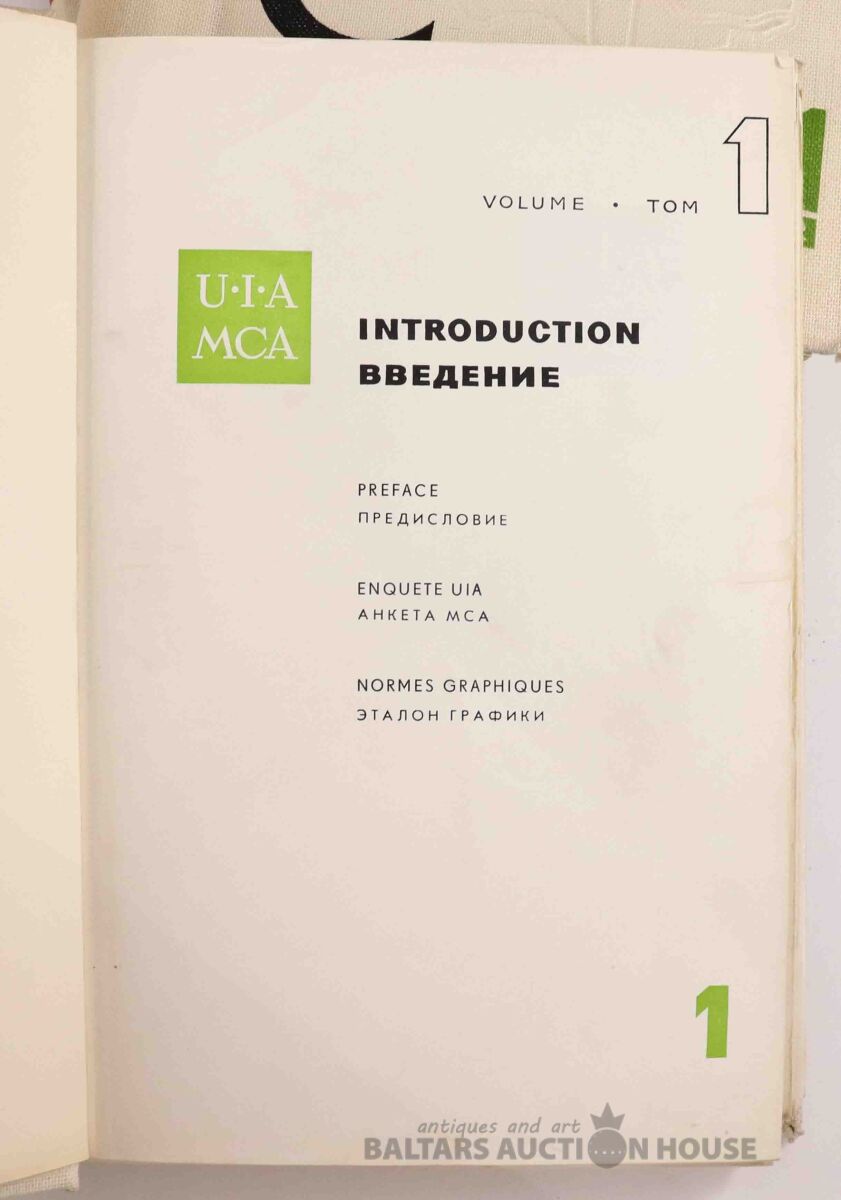 VOLUME • ТОМ 1
U·I·A
MCA
INTRODUCTION
ВВЕДЕНИЕ
PREFACE
ПРЕДИСЛОВИЕ
ENQUETE UIA
АНКЕТА МСА
NORMES GRAPHIQUES
ЭТАЛОН ГРАФИКИ
1
antiques and art
BALTARS AUCTION HOUSE